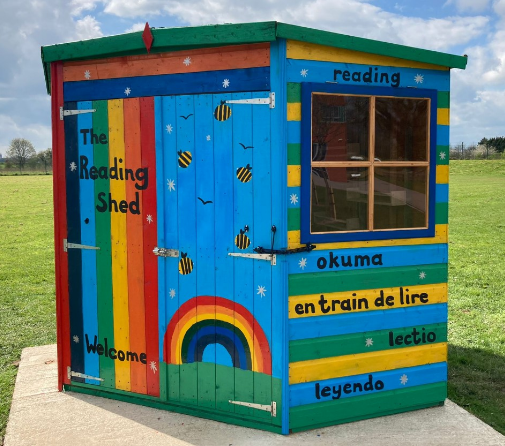 The
Reading
Shed
Welcome
reading
okuma
en train de lire
lectio
leyendo